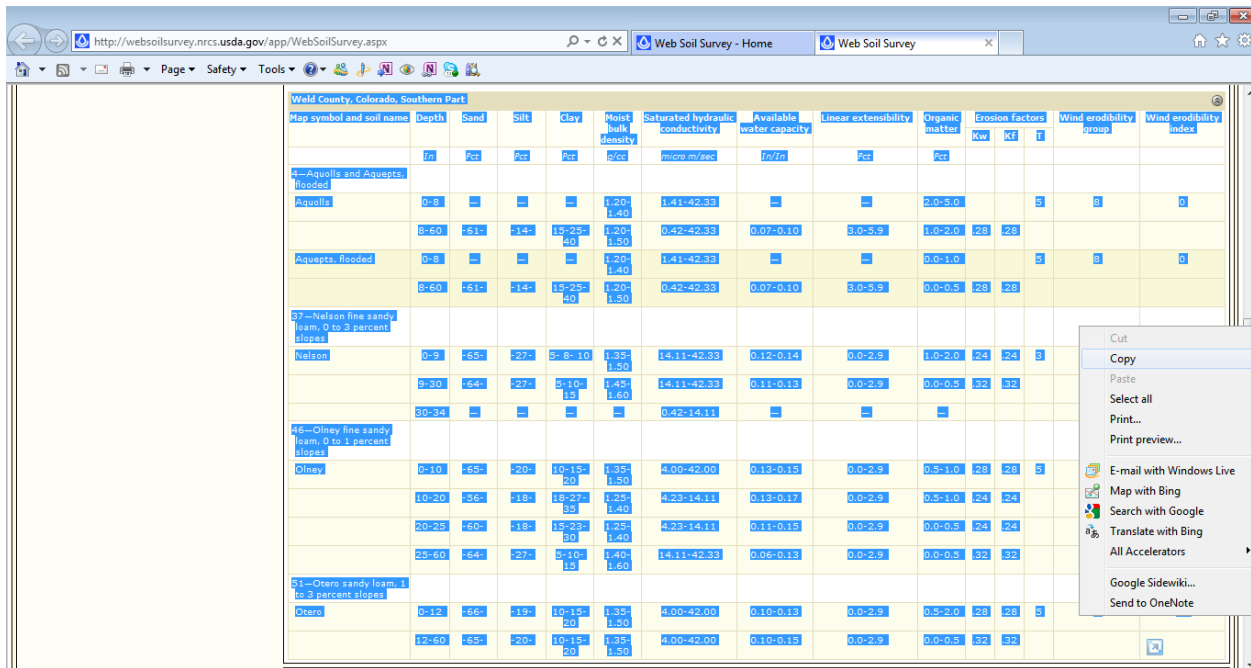 http://websoilsurvey.nrcs.usda.gov/app/WebSoilSurvey.aspx
Web Soil Survey - Home
Web Soil Survey
Page Safety Tools
Weld County, Colorado, Southern Part
Map symbol and soil name Depth Sand Silt Clay Moist bulk density Saturated hydraulic conductivity Available water capacity Linear extensibility Organic matter Erosion factors Wind erodibility group Wind erodibility index
Kw Kf T
In Pct Pct Pct g/cc micro m/sec In/In Pct Pct
4—Aquolls and Aquepts, flooded
Aquolls 0-8 — — — 1.20-1.40 1.41-42.33 — — 2.0-5.0 5 8 0
8-60 -61- -14- 15-25-40 1.20-1.50 0.42-42.33 0.07-0.10 3.0-5.9 1.0-2.0 .28 .28
Aquepts, flooded 0-8 — — — 1.20-1.40 1.41-42.33 — — 0.0-1.0 5 8 0
8-60 -61- -14- 15-25-40 1.20-1.50 0.42-42.33 0.07-0.10 3.0-5.9 0.0-0.5 .28 .28
37—Nelson fine sandy loam, 0 to 3 percent slopes
Nelson 0-9 -65- -27- 5- 8- 10 1.35-1.50 14.11-42.33 0.12-0.14 0.0-2.9 1.0-2.0 .24 .24 3
9-30 -64- -27- 5-10-15 1.45-1.60 14.11-42.33 0.11-0.13 0.0-2.9 0.0-0.5 .32 .32
30-34 — — — — 0.42-14.11 — — —
46—Olney fine sandy loam, 0 to 1 percent slopes
Olney 0-10 -65- -20- 10-15-20 1.35-1.50 4.00-42.00 0.13-0.15 0.0-2.9 0.5-1.0 .28 .28 5
10-20 -56- -18- 18-27-35 1.25-1.40 4.23-14.11 0.13-0.17 0.0-2.9 0.5-1.0 .24 .24
20-25 -60- -18- 15-23-30 1.25-1.40 4.23-14.11 0.11-0.15 0.0-2.9 0.0-0.5 .24 .24
25-60 -64- -27- 5-10-15 1.40-1.60 14.11-42.33 0.06-0.13 0.0-2.9 0.0-0.5 .32 .32
51—Otero sandy loam, 1 to 3 percent slopes
Otero 0-12 -66- -19- 10-15-20 1.35-1.50 4.00-42.00 0.10-0.13 0.0-2.9 0.5-2.0 .28 .28 5
12-60 -65- -20- 10-15-20 1.35-1.50 4.00-42.00 0.10-0.15 0.0-2.9 0.0-0.5 .32 .32
Cut
Copy
Paste
Select all
Print...
Print preview...
E-mail with Windows Live
Map with Bing
Search with Google
Translate with Bing
All Accelerators
Google Sidewiki...
Send to OneNote